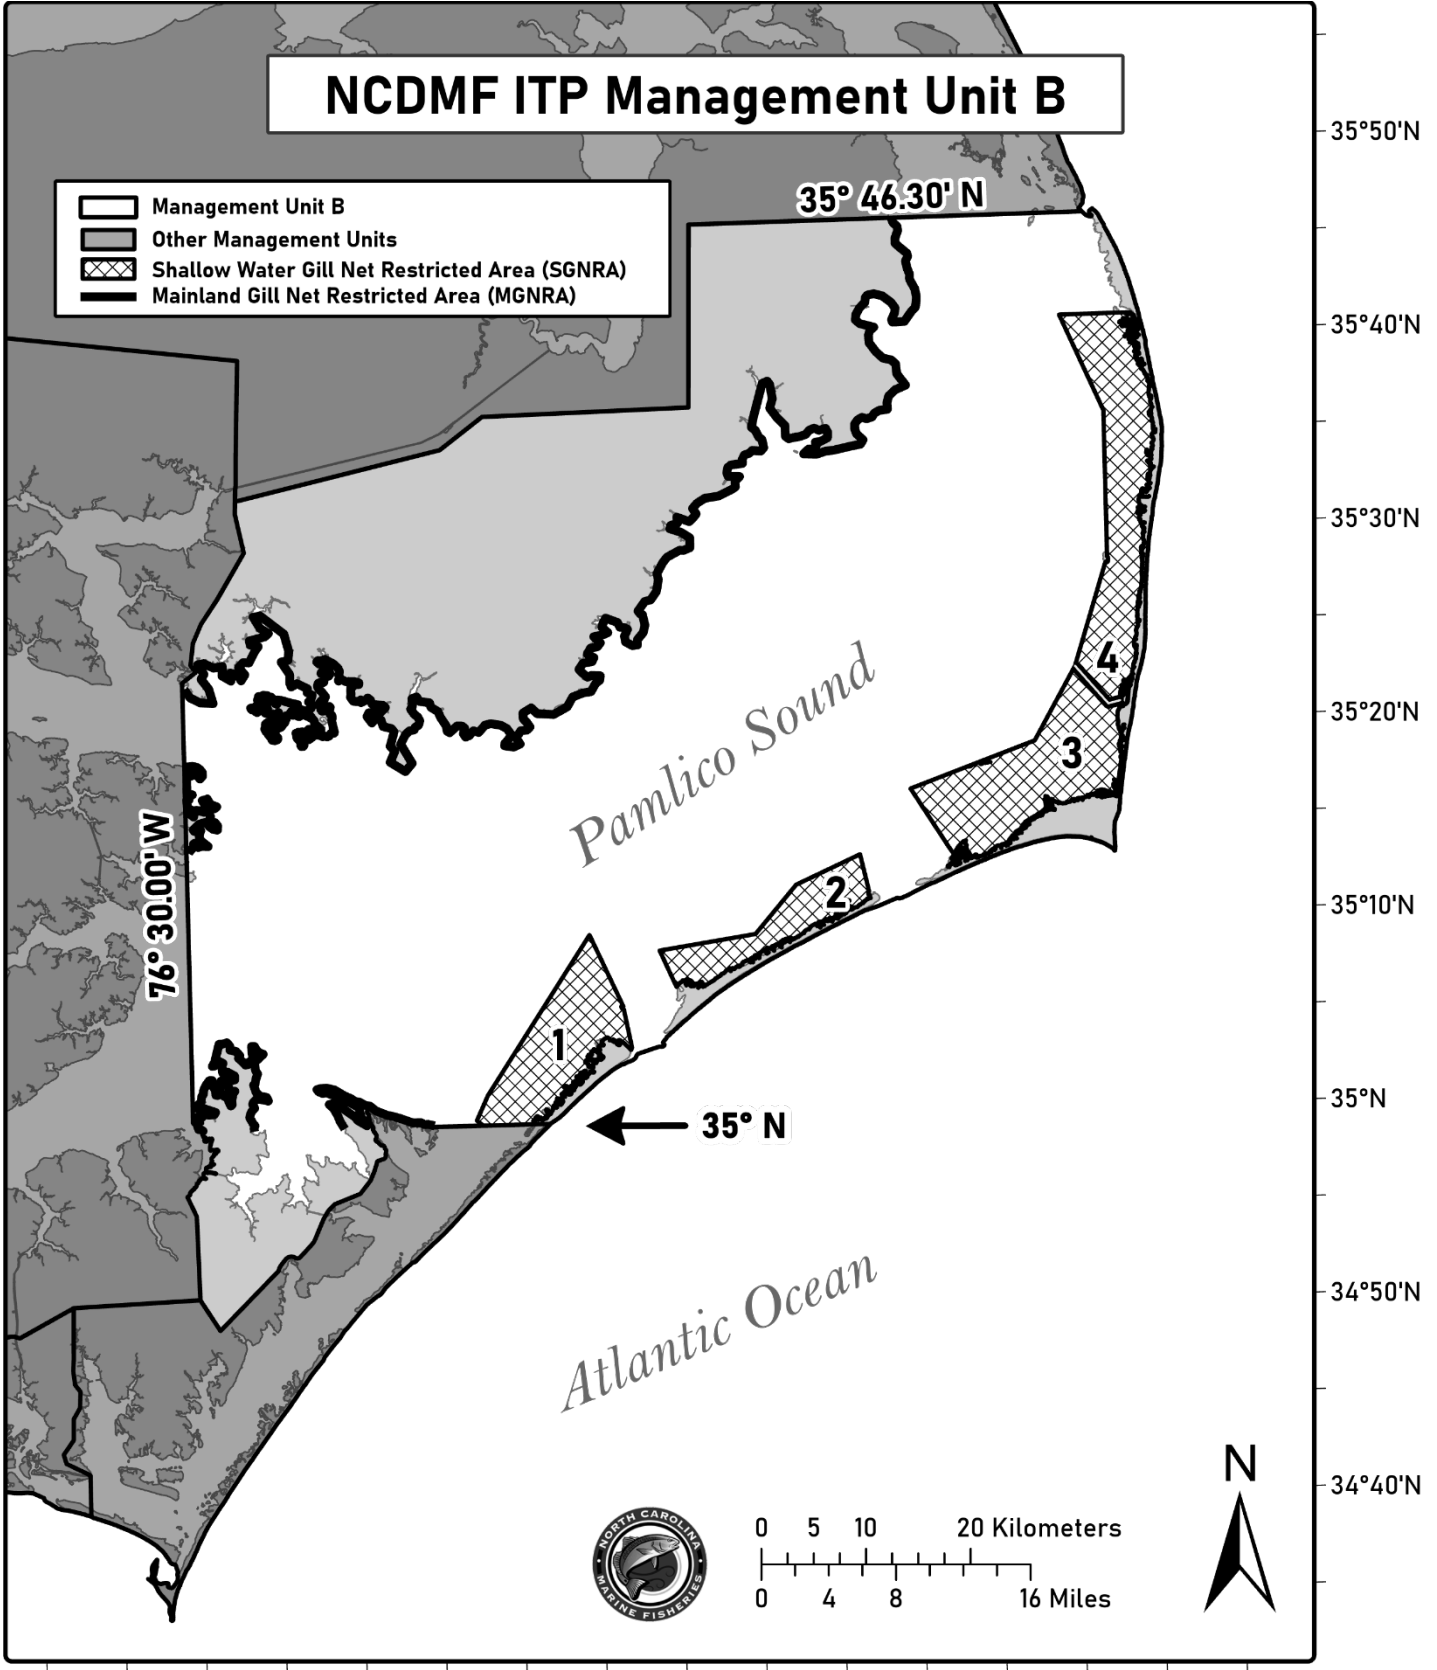 NCDMF ITP Management Unit B
35°50'N
35° 46.30' N
Management Unit B
Other Management Units
Shallow Water Gill Net Restricted Area (SGNRA)
Mainland Gill Net Restricted Area (MGNRA)
35°40'N
35°30'N
4
35°20'N
3
Pamlico Sound
76° 30.00' W
2
35°10'N
1
35°N
35° N
34°50'N
Atlantic Ocean
34°40'N
N
NORTH CAROLINA
MARINE FISHERIES
0 5 10 20 Kilometers
0 4 8 16 Miles